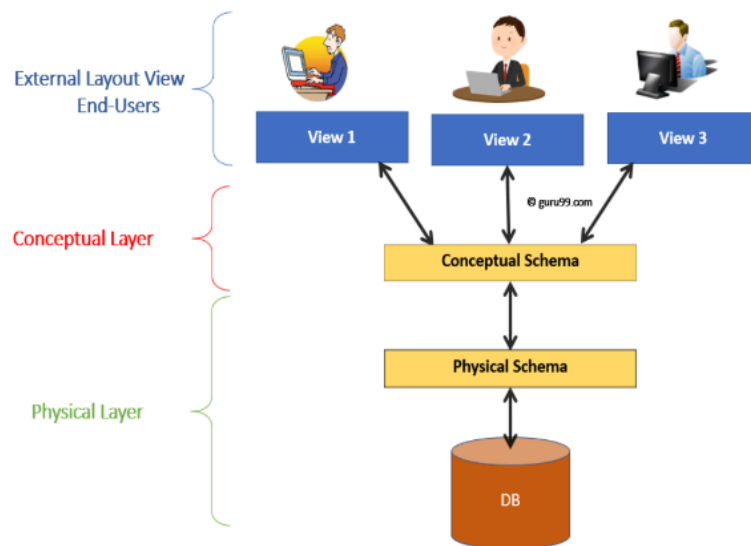 External Layout View
End-Users
View 1
View 2
View 3
© guru99.com
Conceptual Layer
Conceptual Schema
Physical Schema
Physical Layer
DB